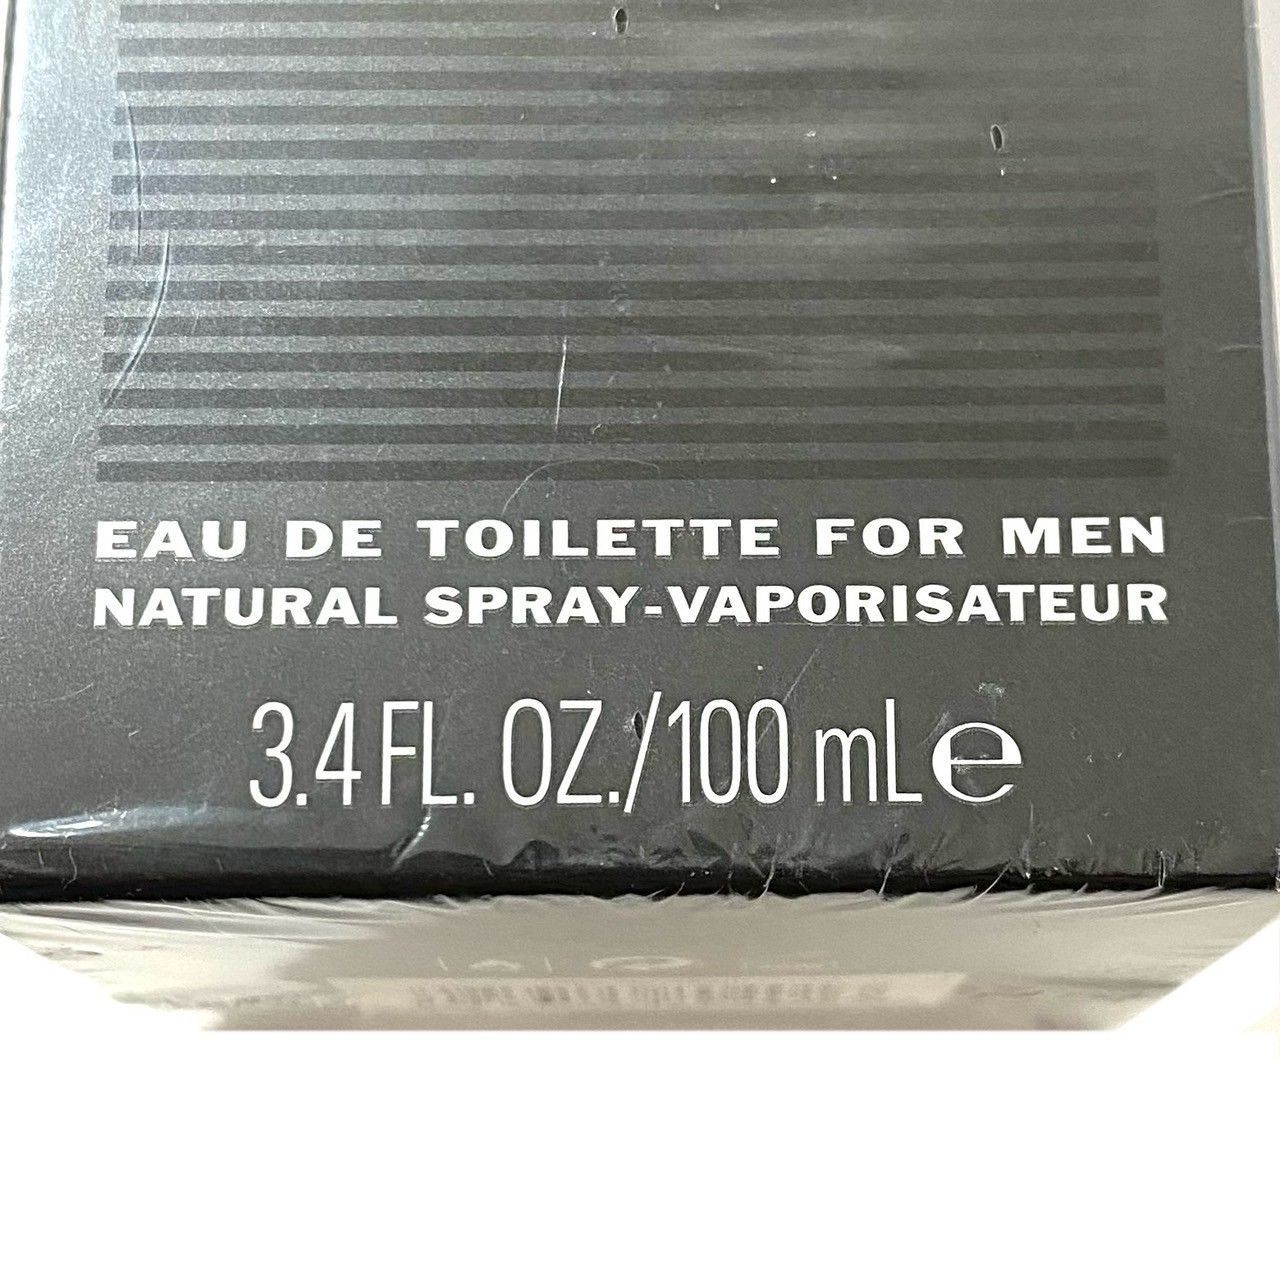 EAU DE TOILETTE FOR MEN
NATURAL SPRAY-VAPORISATEUR
3.4 FL. OZ./100 mL e